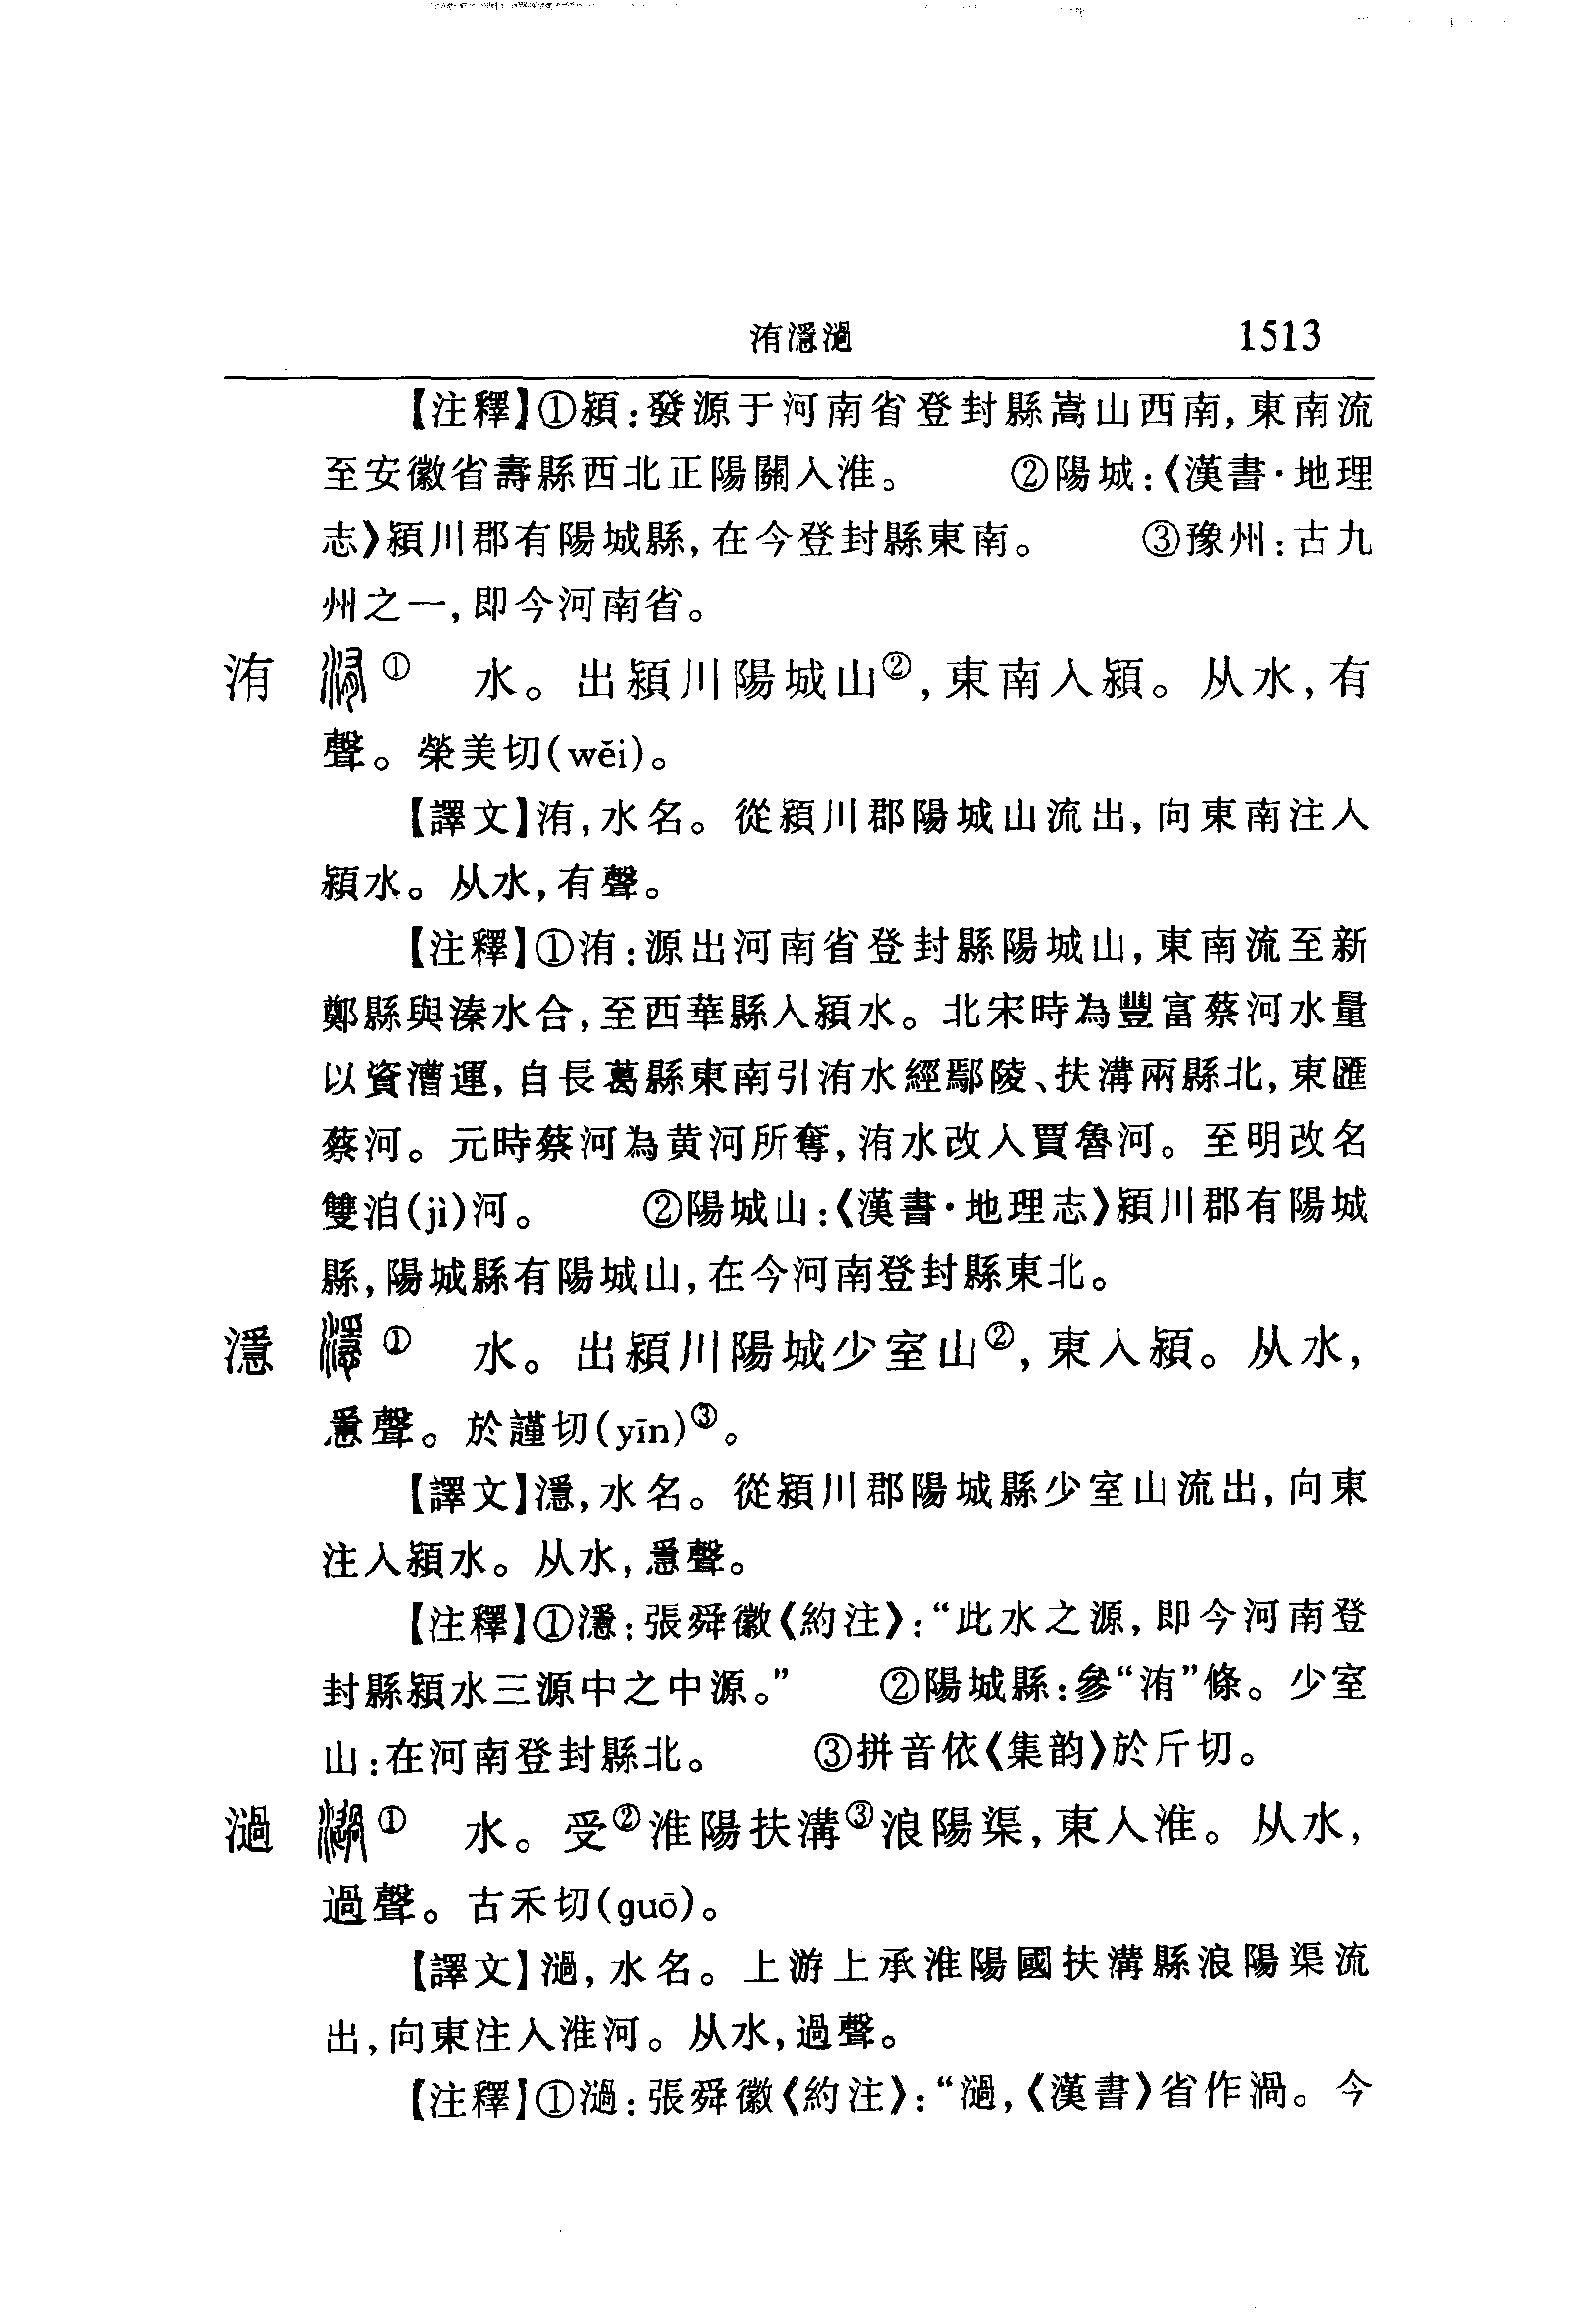 洧濦濄 1513
【注釋】①潁：發源于河南省登封縣嵩山西南，東南流
至安徽省壽縣西北正陽關入淮。 ②陽城：《漢書·地理
志》潁川郡有陽城縣，在今登封縣東南。 ③豫州：古九
州之一，即今河南省。
洧 ① 水。出潁川陽城山②，東南入潁。从水，有
聲。榮美切(wěi)。
【譯文】洧，水名。從潁川郡陽城山流出，向東南注入
潁水。从水，有聲。
【注釋】①洧：源出河南省登封縣陽城山，東南流至新
鄭縣與溱水合，至西華縣入潁水。北宋時為豐富蔡河水量
以資漕運，自長葛縣東南引洧水經鄢陵、扶溝兩縣北，東匯
蔡河。元時蔡河為黄河所奪，洧水改入賈魯河。至明改名
雙洎(jì)河。 ②陽城山：《漢書·地理志》潁川郡有陽城
縣，陽城縣有陽城山，在今河南登封縣東北。
濦 ① 水。出潁川陽城少室山②，東入潁。从水，
㥯聲。於謹切(yīn)③。
【譯文】濦，水名。從潁川郡陽城縣少室山流出，向東
注入潁水。从水，㥯聲。
【注釋】①濦：張舜徽《約注》：“此水之源，即今河南登
封縣潁水三源中之中源。” ②陽城縣：參“洧”條。少室
山：在河南登封縣北。 ③拼音依《集韵》於斤切。
濄 ① 水。受②淮陽扶溝③浪陽渠，東入淮。从水，
過聲。古禾切(guō)。
【譯文】濄，水名。上游上承淮陽國扶溝縣浪陽渠流
出，向東注入淮河。从水，過聲。
【注釋】①濄：張舜徽《約注》：“濄，《漢書》省作渦。今